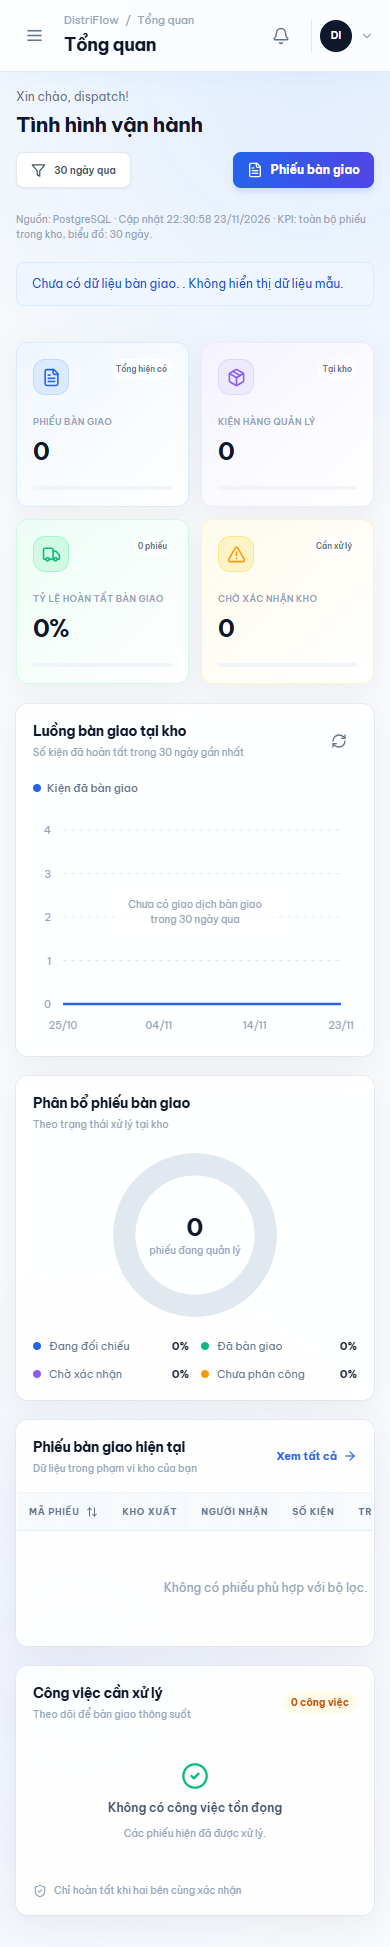 DistriFlow / Tổng quan
Tổng quan
DI
Xin chào, dispatch!
Tình hình vận hành
30 ngày qua
Phiếu bàn giao
Nguồn: PostgreSQL · Cập nhật 22:30:58 23/11/2026 · KPI: toàn bộ phiếu
trong kho, biểu đồ: 30 ngày.
Chưa có dữ liệu bàn giao. . Không hiển thị dữ liệu mẫu.
Tổng hiện có
PHIẾU BÀN GIAO
0
Tại kho
KIỆN HÀNG QUẢN LÝ
0
0 phiếu
TỶ LỆ HOÀN TẤT BÀN GIAO
0%
Cần xử lý
CHỜ XÁC NHẬN KHO
0
Luồng bàn giao tại kho
Số kiện đã hoàn tất trong 30 ngày gần nhất
Kiện đã bàn giao
4
3
2
1
0
Chưa có giao dịch bàn giao
trong 30 ngày qua
25/10 04/11 14/11 23/11
Phân bổ phiếu bàn giao
Theo trạng thái xử lý tại kho
0
phiếu đang quản lý
Đang đối chiếu 0% Đã bàn giao 0%
Chờ xác nhận 0% Chưa phân công 0%
Phiếu bàn giao hiện tại
Dữ liệu trong phạm vi kho của bạn
Xem tất cả
MÃ PHIẾU KHO XUẤT NGƯỜI NHẬN SỐ KIỆN TR
Không có phiếu phù hợp với bộ lọc.
Công việc cần xử lý
Theo dõi để bàn giao thông suốt
0 công việc
Không có công việc tồn đọng
Các phiếu hiện đã được xử lý.
Chỉ hoàn tất khi hai bên cùng xác nhận